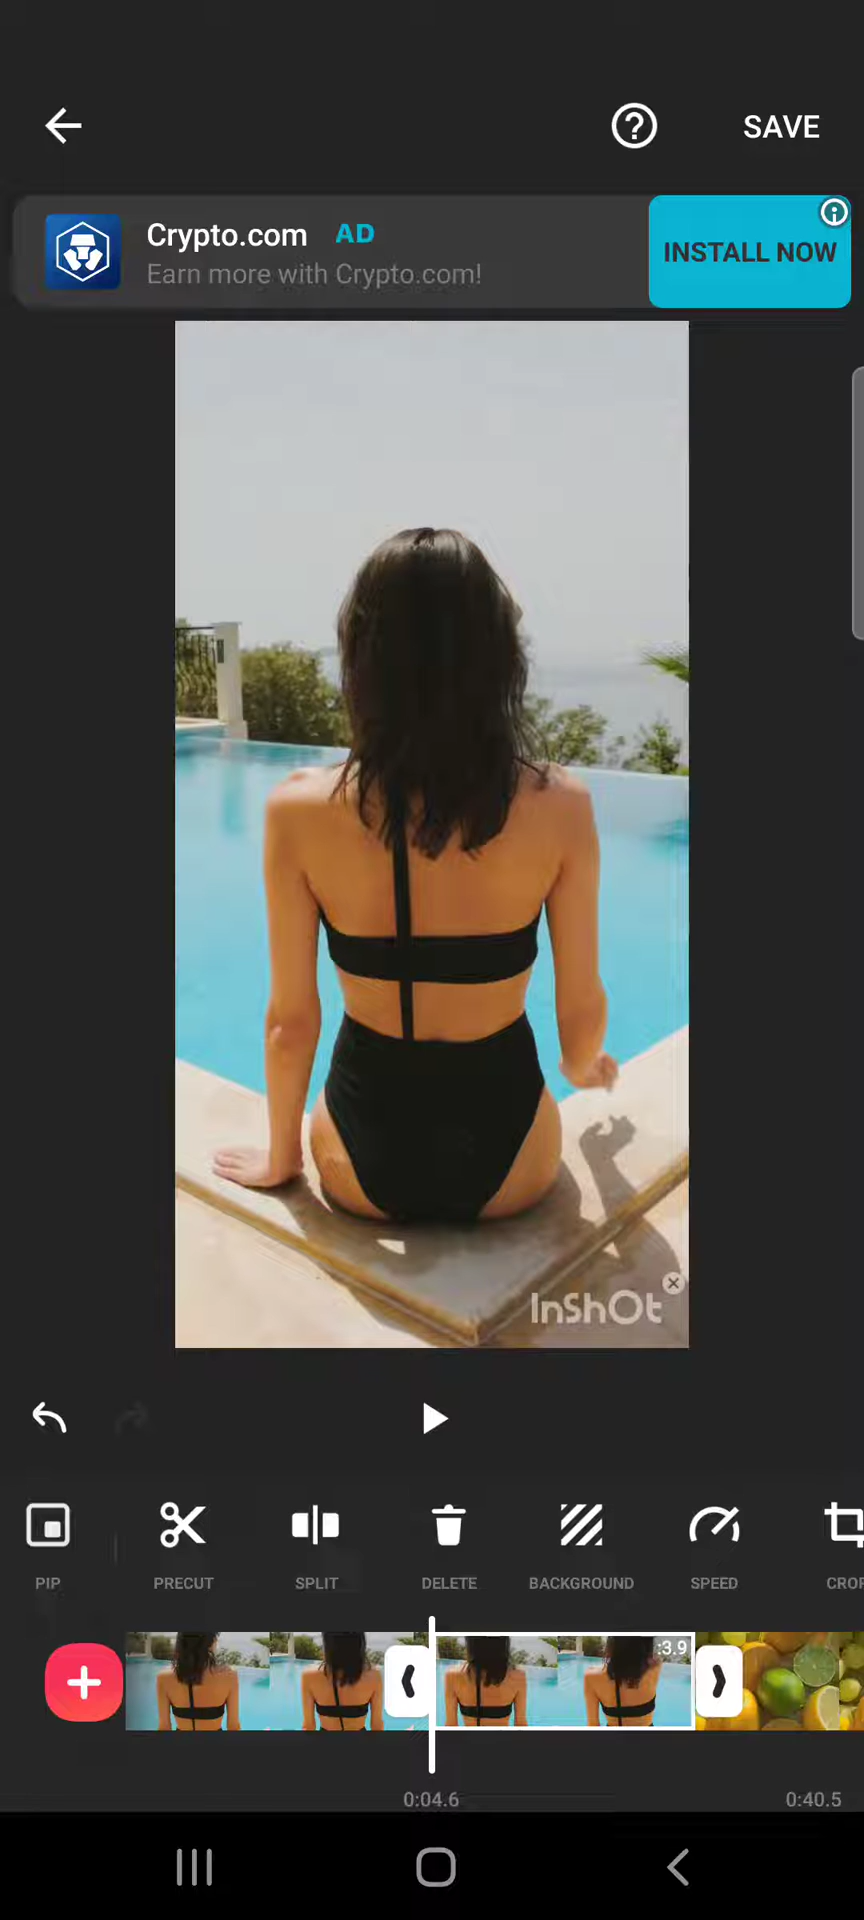 SAVE
Crypto.com AD
Earn more with Crypto.com!
INSTALL NOW
InShOt
PIP
PRECUT
SPLIT
DELETE
BACKGROUND
SPEED
CROP
:3.9
0:04.6
0:40.5